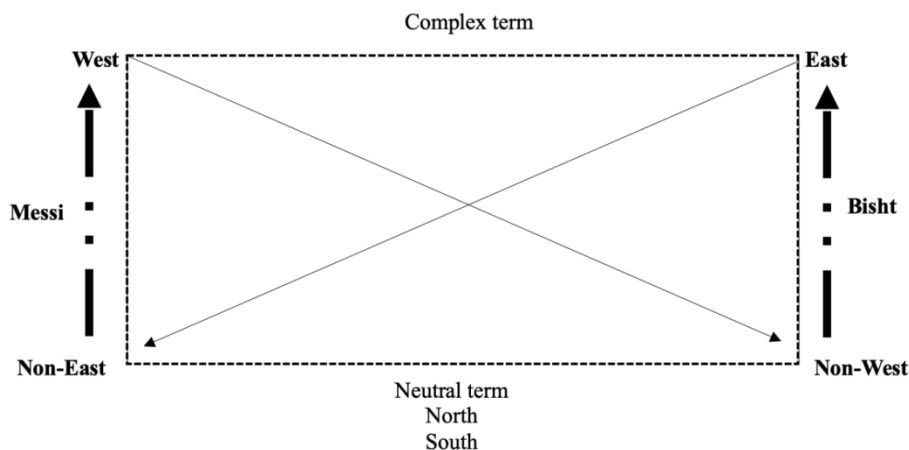 Complex term
West
East
Messi
Bisht
Non-East
Non-West
Neutral term
North
South